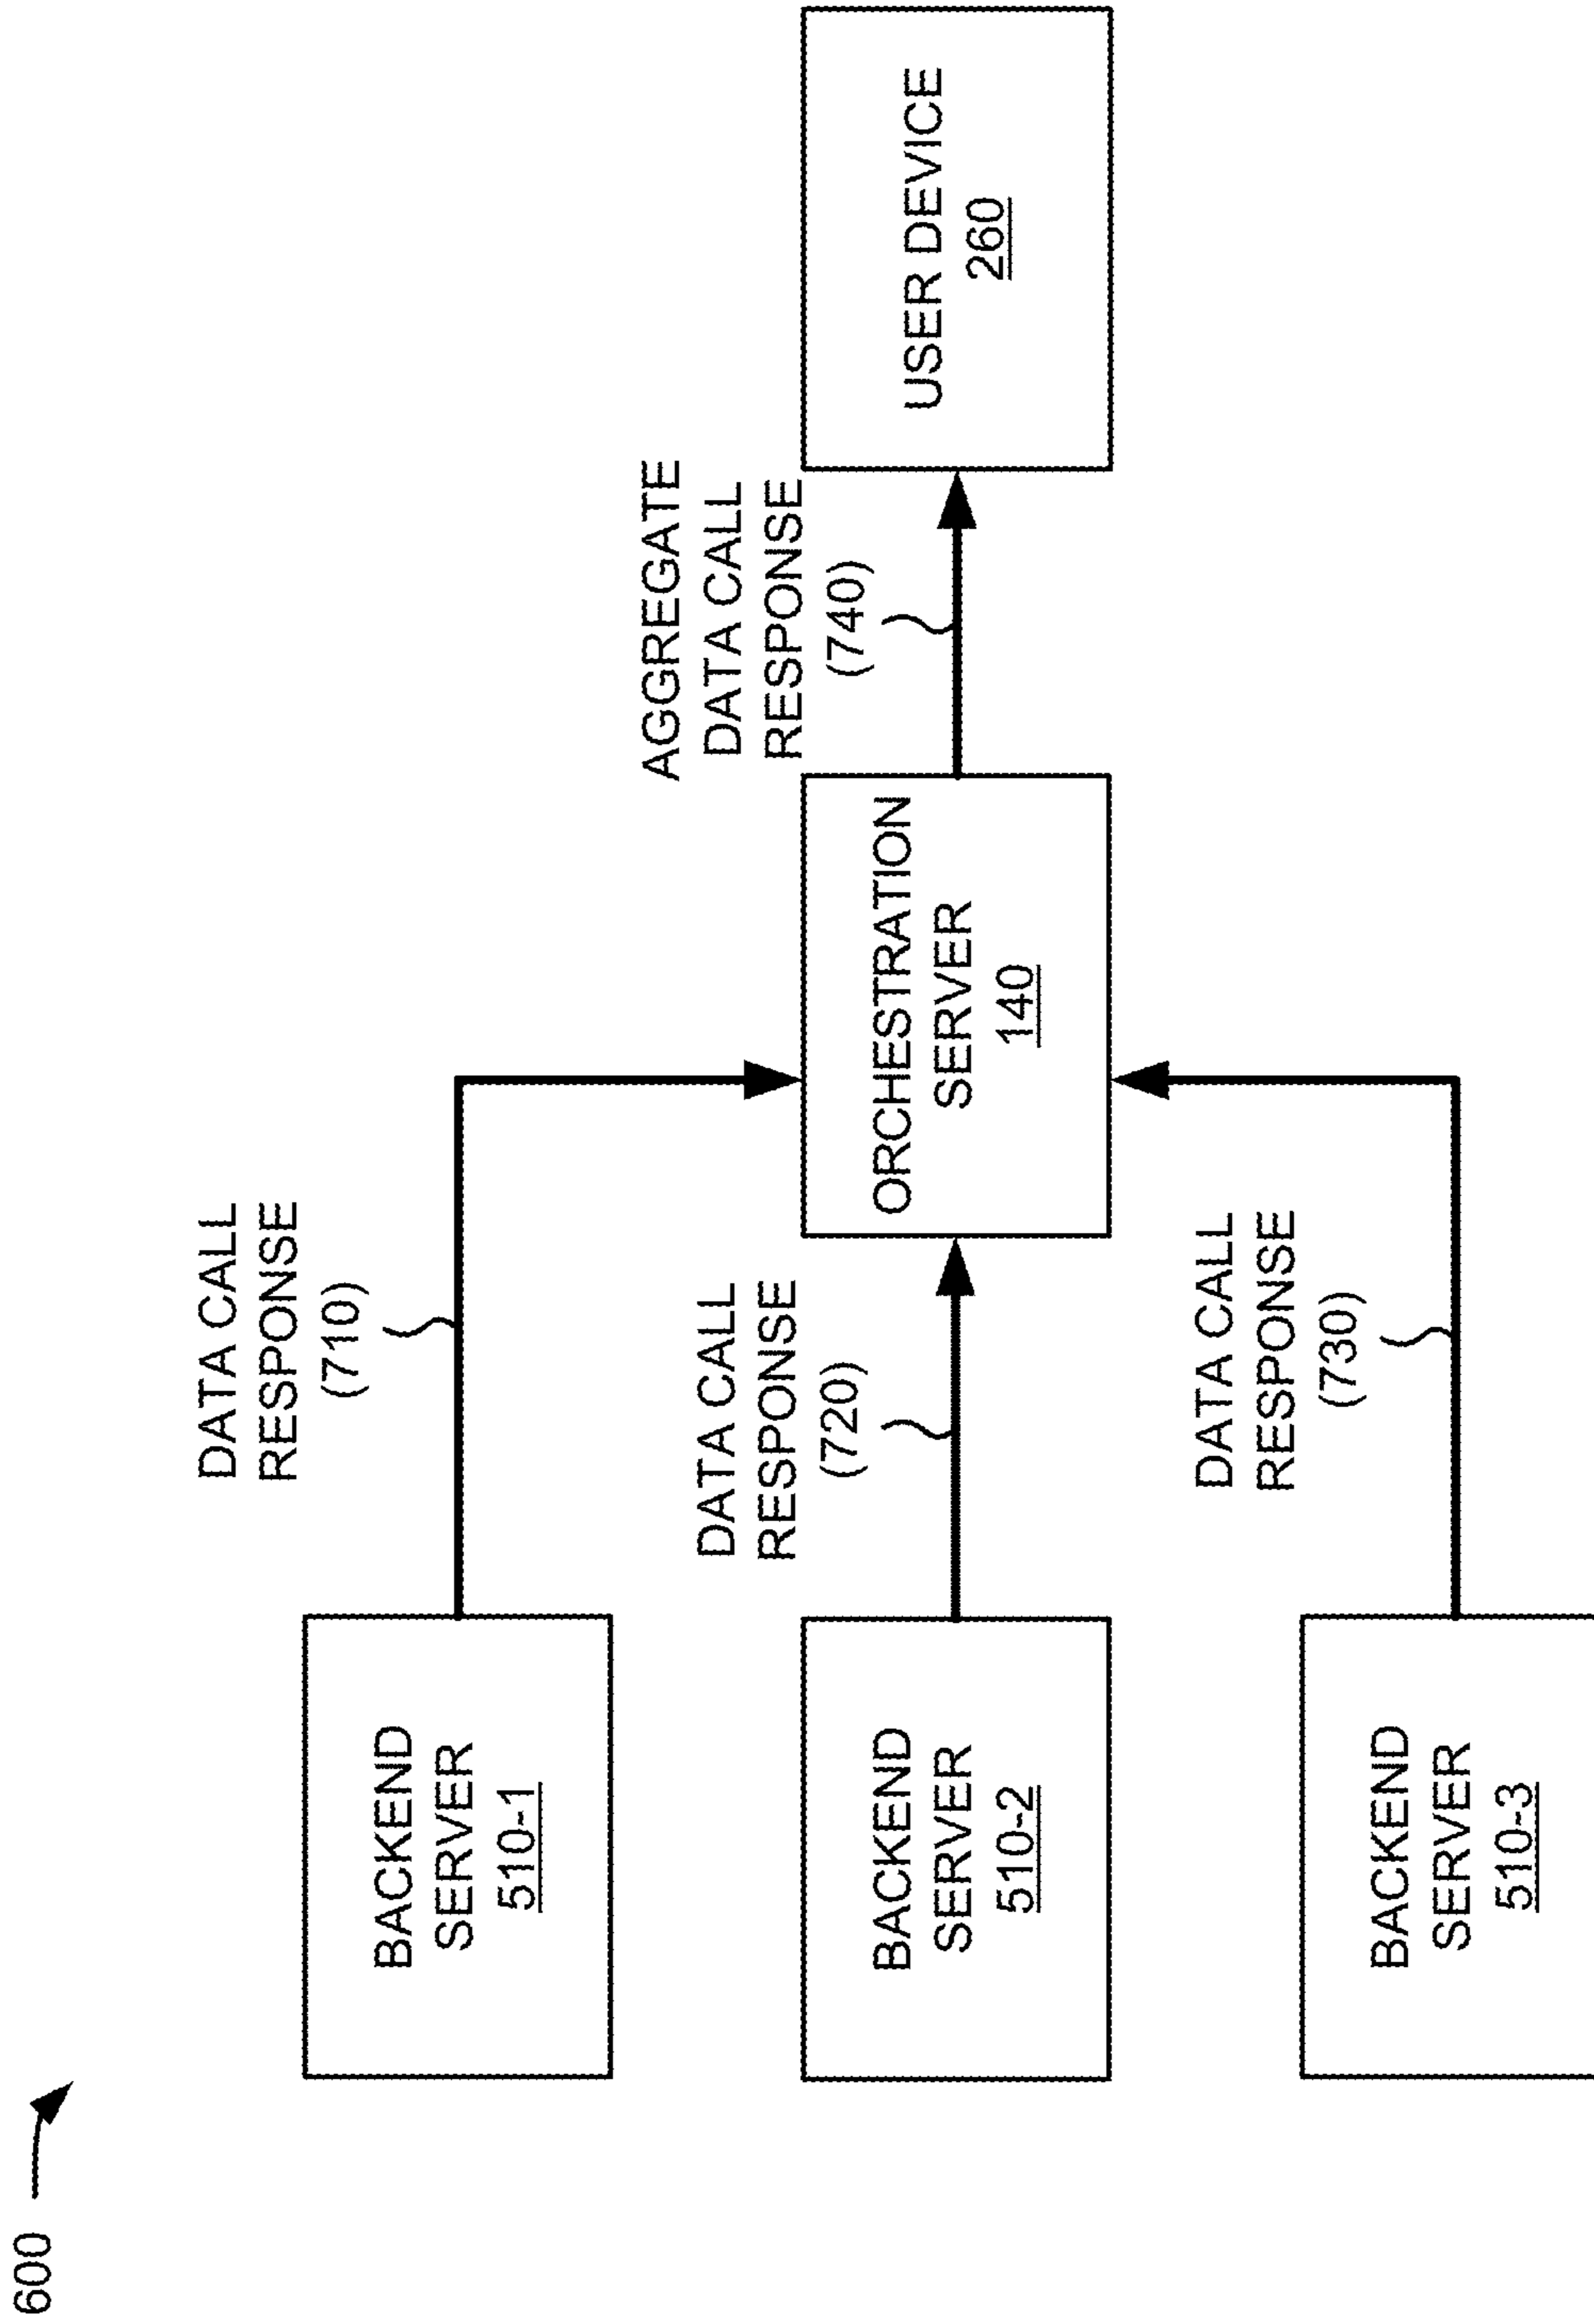 600
DATA CALL
RESPONSE
(710)
BACKEND
SERVER
510-1
AGGREGATE
DATA CALL
RESPONSE
(740)
DATA CALL
RESPONSE
(720)
BACKEND
SERVER
510-2
ORCHESTRATION
SERVER
140
USER DEVICE
260
DATA CALL
RESPONSE
(730)
BACKEND
SERVER
510-3